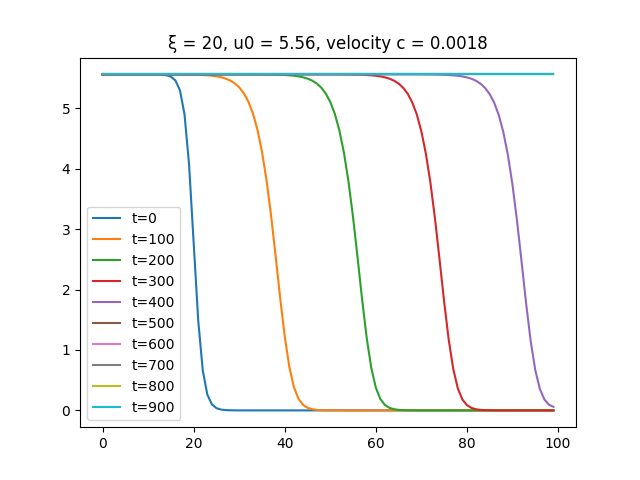 ξ = 20, u0 = 5.56, velocity c = 0.0018
5
4
3
2
1
0
t=0
t=100
t=200
t=300
t=400
t=500
t=600
t=700
t=800
t=900
0 20 40 60 80 100